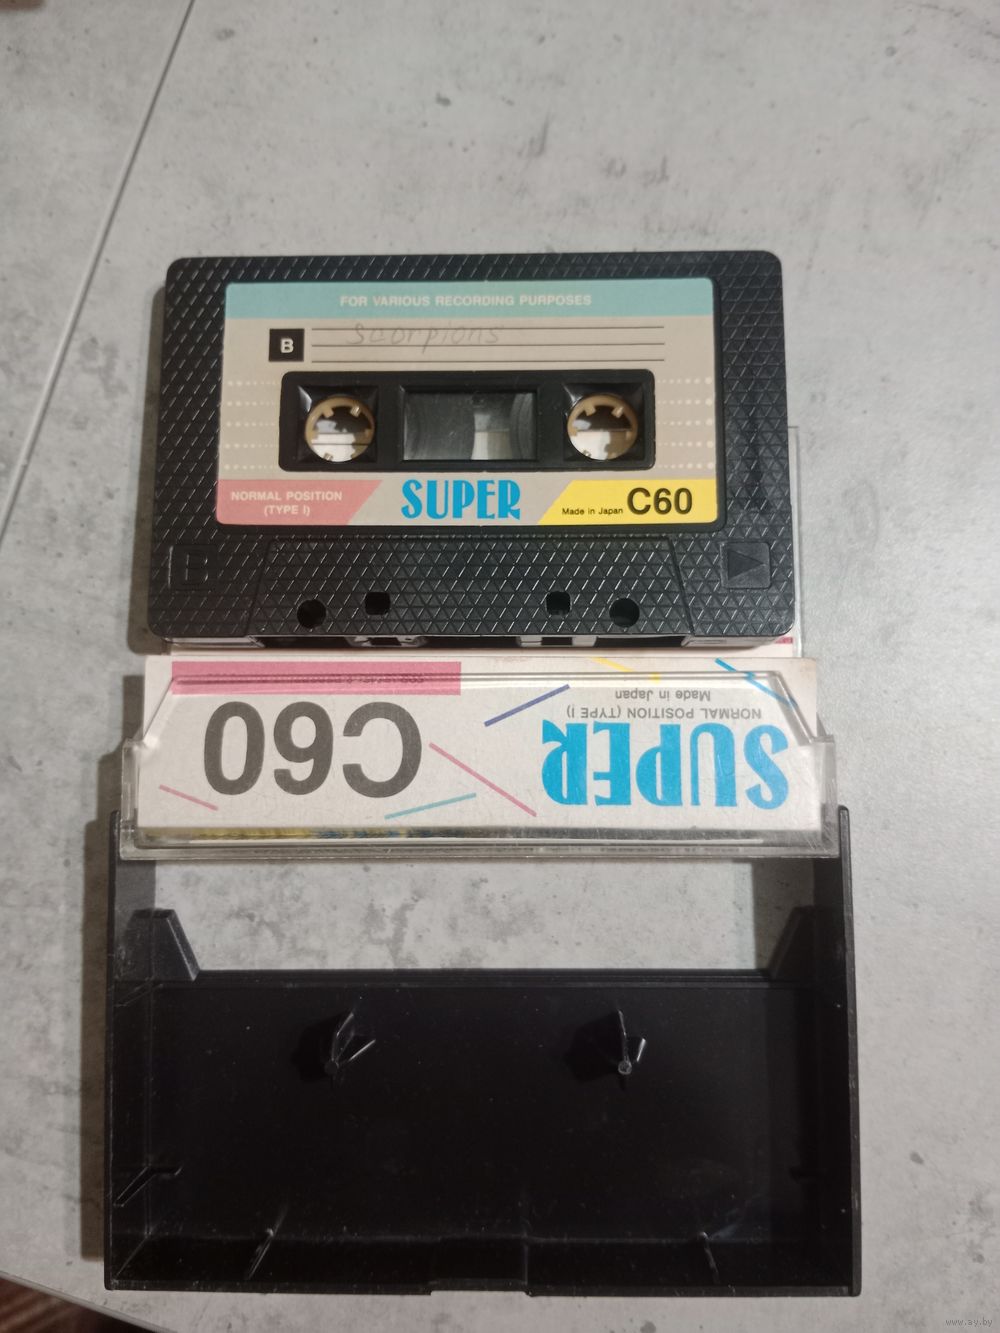 FOR VARIOUS RECORDING PURPOSES
B Scorpions
NORMAL POSITION
(TYPE I)
SUPER
Made in Japan C60
B
C60
SUPER
NORMAL POSITION (TYPE I)
Made in Japan
www.ay.by